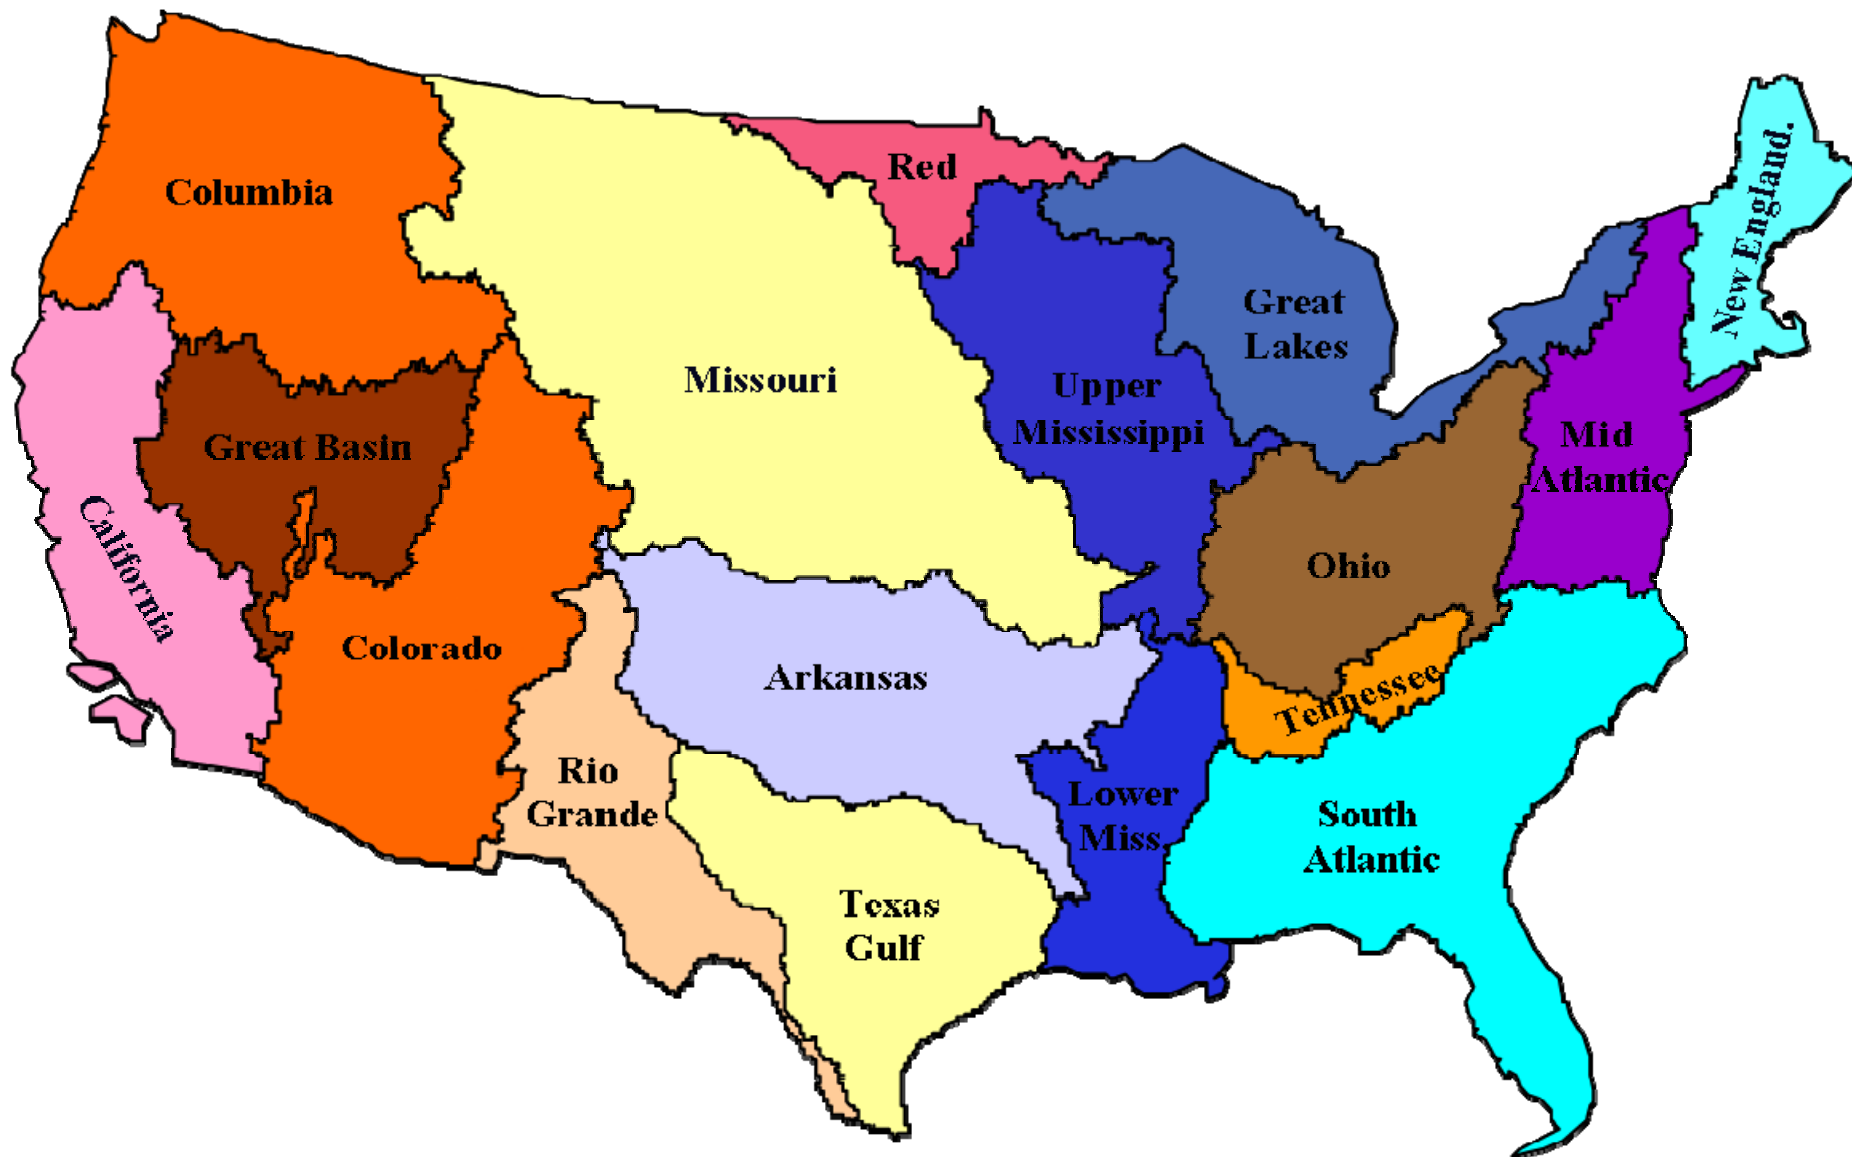 Red
Columbia
New England.
Great
Lakes
Missouri
Upper
Mississippi
Great Basin
Mid
Atlantic
California
Ohio
Colorado
Arkansas
Tennessee
Rio
Grande
Lower
Miss.
South
Atlantic
Texas
Gulf